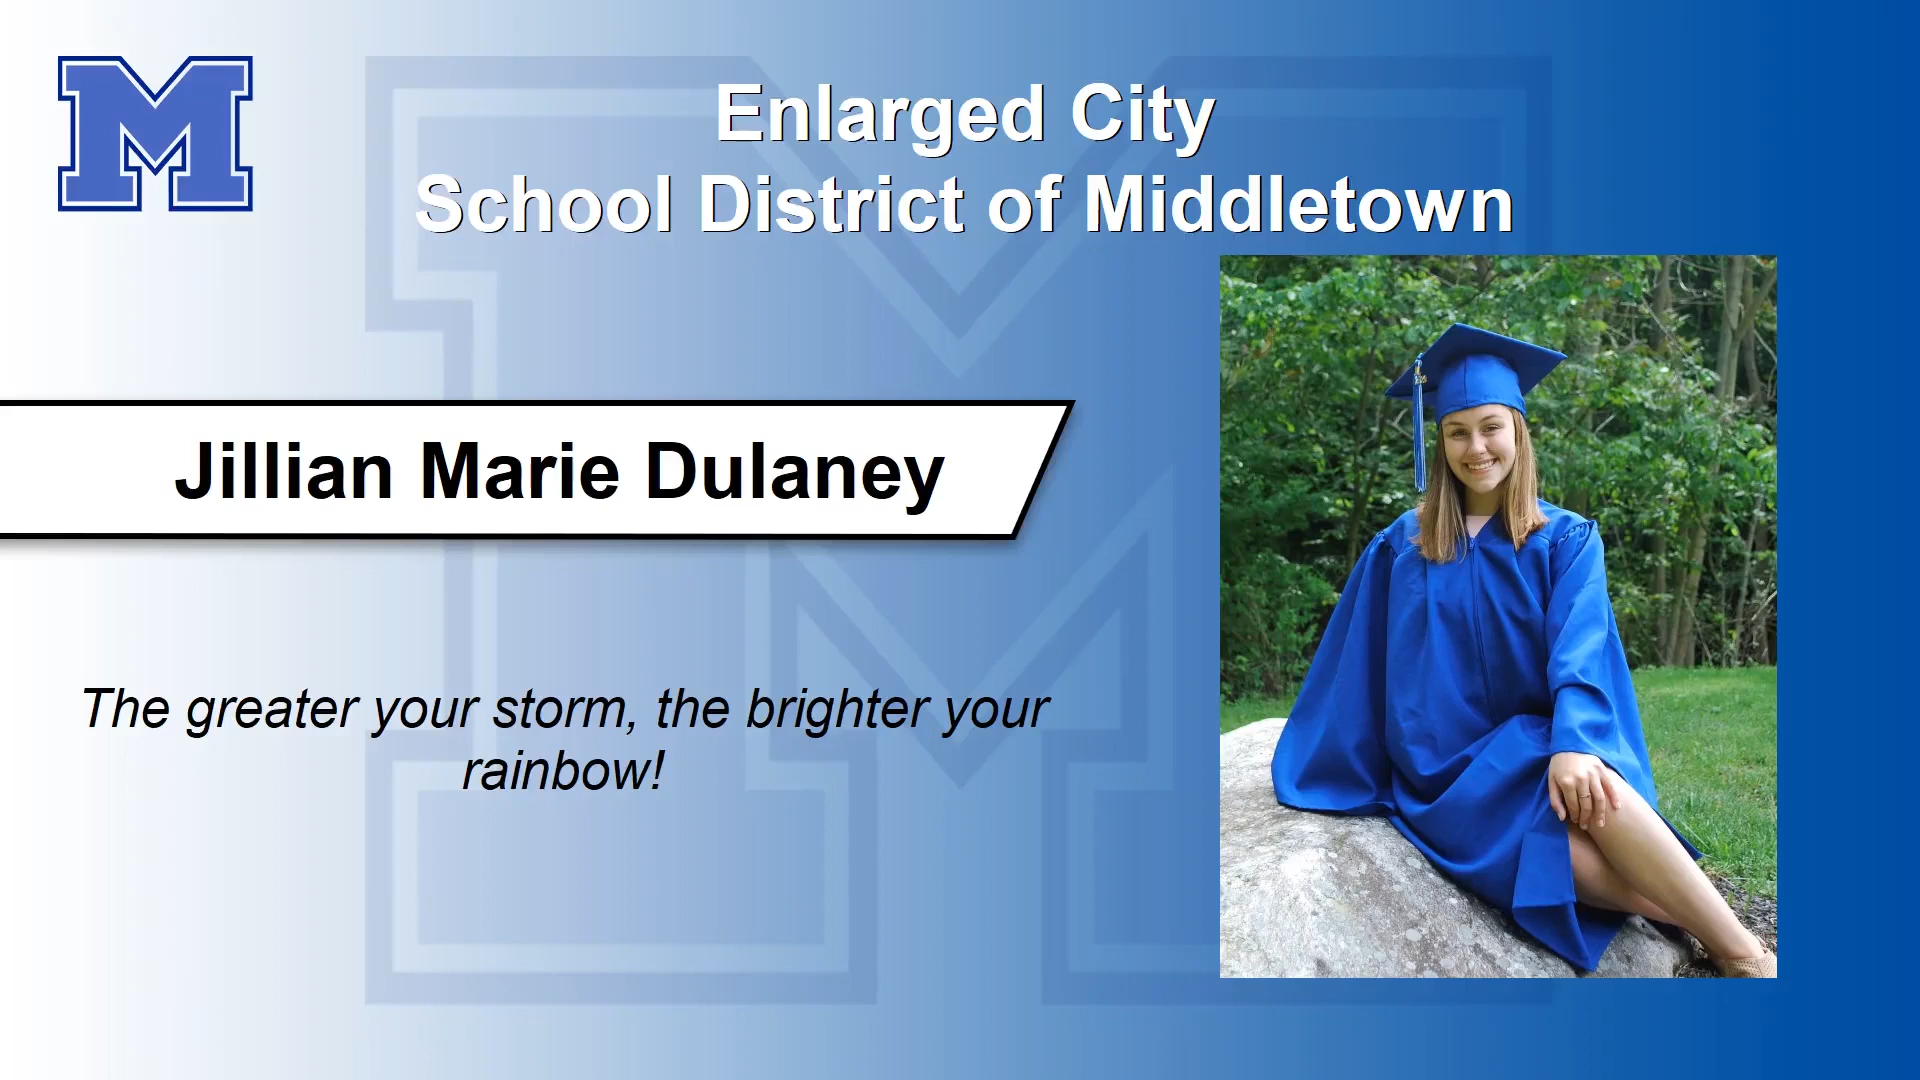 M
Enlarged City
School District of Middletown
Jillian Marie Dulaney
The greater your storm, the brighter your
rainbow!